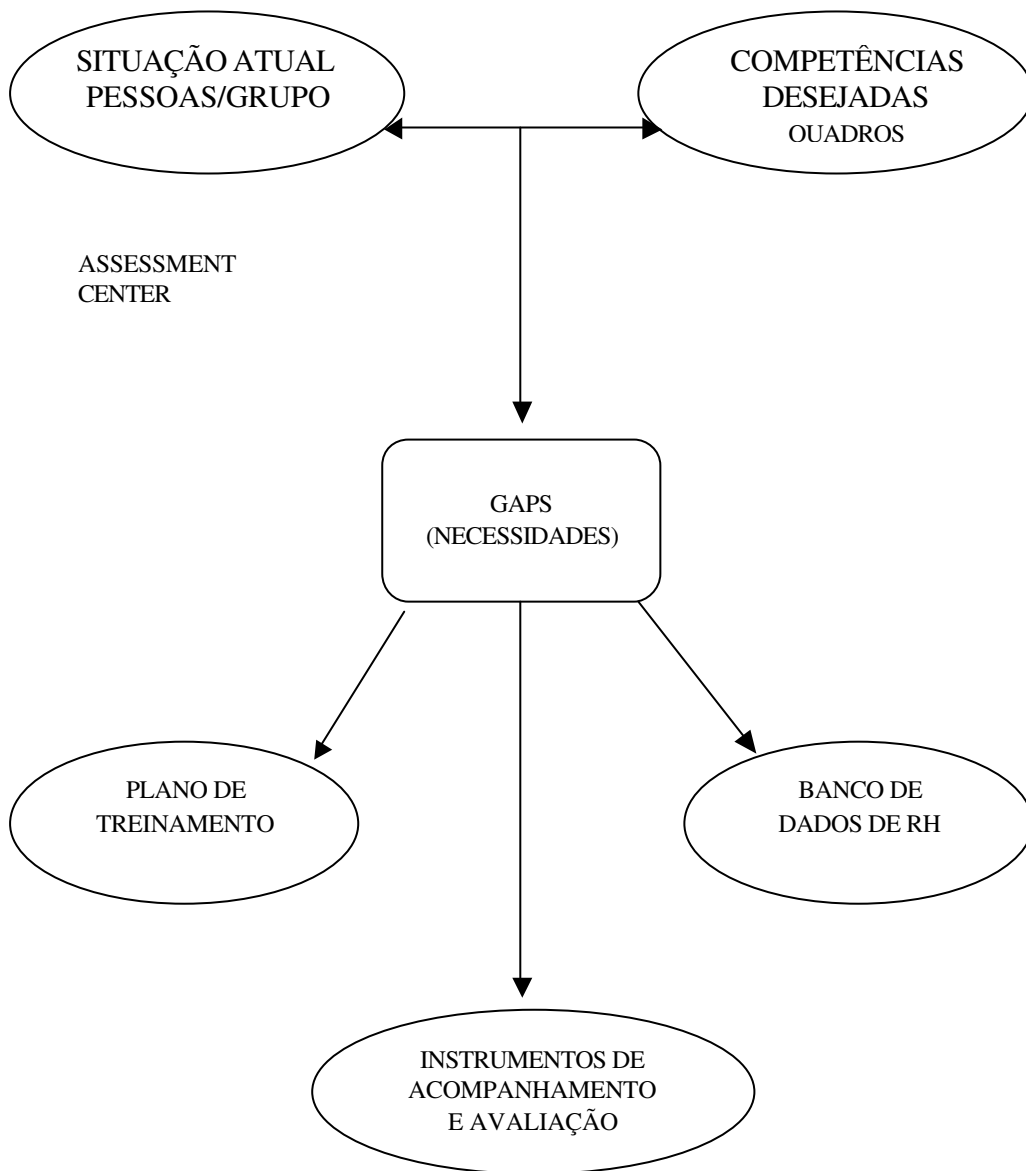 SITUAÇÃO ATUAL
PESSOAS/GRUPO
COMPETÊNCIAS
DESEJADAS
OUADROS
ASSESSMENT
CENTER
GAPS
(NECESSIDADES)
PLANO DE
TREINAMENTO
BANCO DE
DADOS DE RH
INSTRUMENTOS DE
ACOMPANHAMENTO
E AVALIAÇÃO